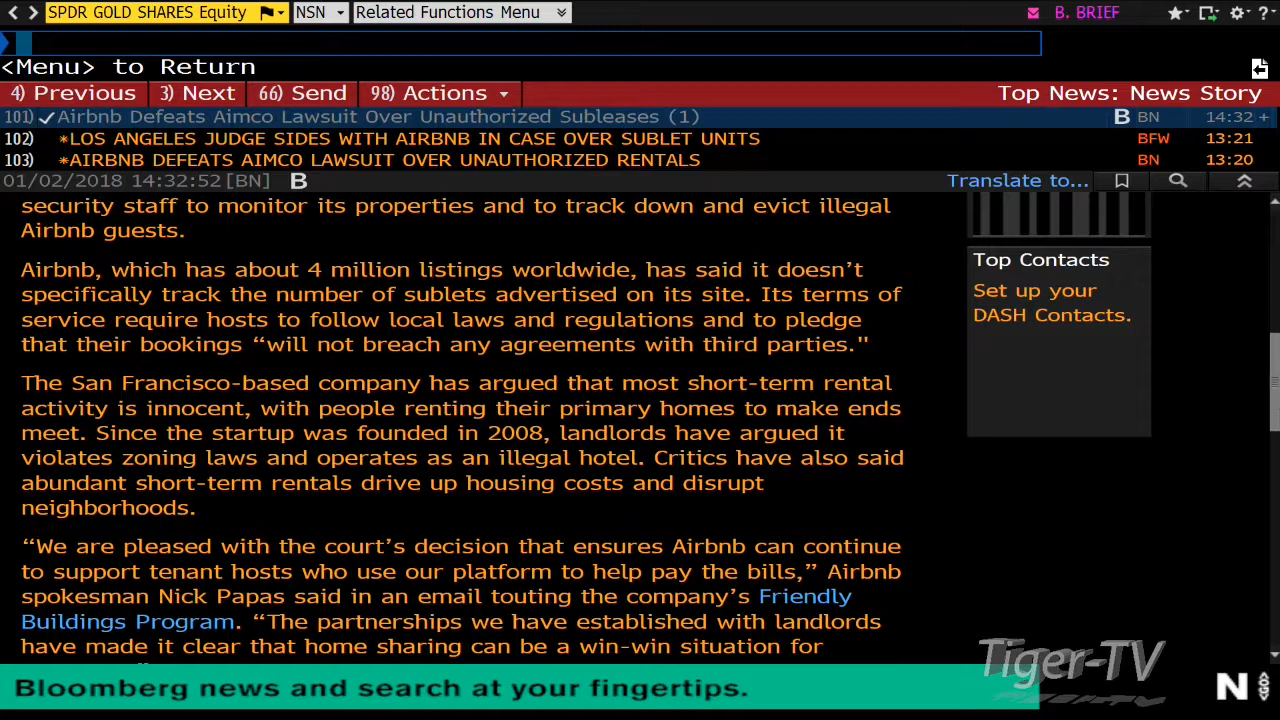 SPDR GOLD SHARES Equity
NSN
Related Functions Menu
B. BRIEF
?
<Menu> to Return
4) Previous
3) Next
66) Send
98) Actions
Top News: News Story
101) Airbnb Defeats Aimco Lawsuit Over Unauthorized Subleases (1) B BN 14:32 +
102) *LOS ANGELES JUDGE SIDES WITH AIRBNB IN CASE OVER SUBLET UNITS BFW 13:21
103) *AIRBNB DEFEATS AIMCO LAWSUIT OVER UNAUTHORIZED RENTALS BN 13:20
01/02/2018 14:32:52 [BN] B Translate to...
security staff to monitor its properties and to track down and evict illegal
Airbnb guests.
Airbnb, which has about 4 million listings worldwide, has said it doesn’t
specifically track the number of sublets advertised on its site. Its terms of
service require hosts to follow local laws and regulations and to pledge
that their bookings “will not breach any agreements with third parties."
The San Francisco-based company has argued that most short-term rental
activity is innocent, with people renting their primary homes to make ends
meet. Since the startup was founded in 2008, landlords have argued it
violates zoning laws and operates as an illegal hotel. Critics have also said
abundant short-term rentals drive up housing costs and disrupt
neighborhoods.
“We are pleased with the court’s decision that ensures Airbnb can continue
to support tenant hosts who use our platform to help pay the bills,” Airbnb
spokesman Nick Papas said in an email touting the company’s Friendly
Buildings Program. “The partnerships we have established with landlords
have made it clear that home sharing can be a win-win situation for
Top Contacts
Set up your
DASH Contacts.
Tiger-TV
Bloomberg news and search at your fingertips.
N